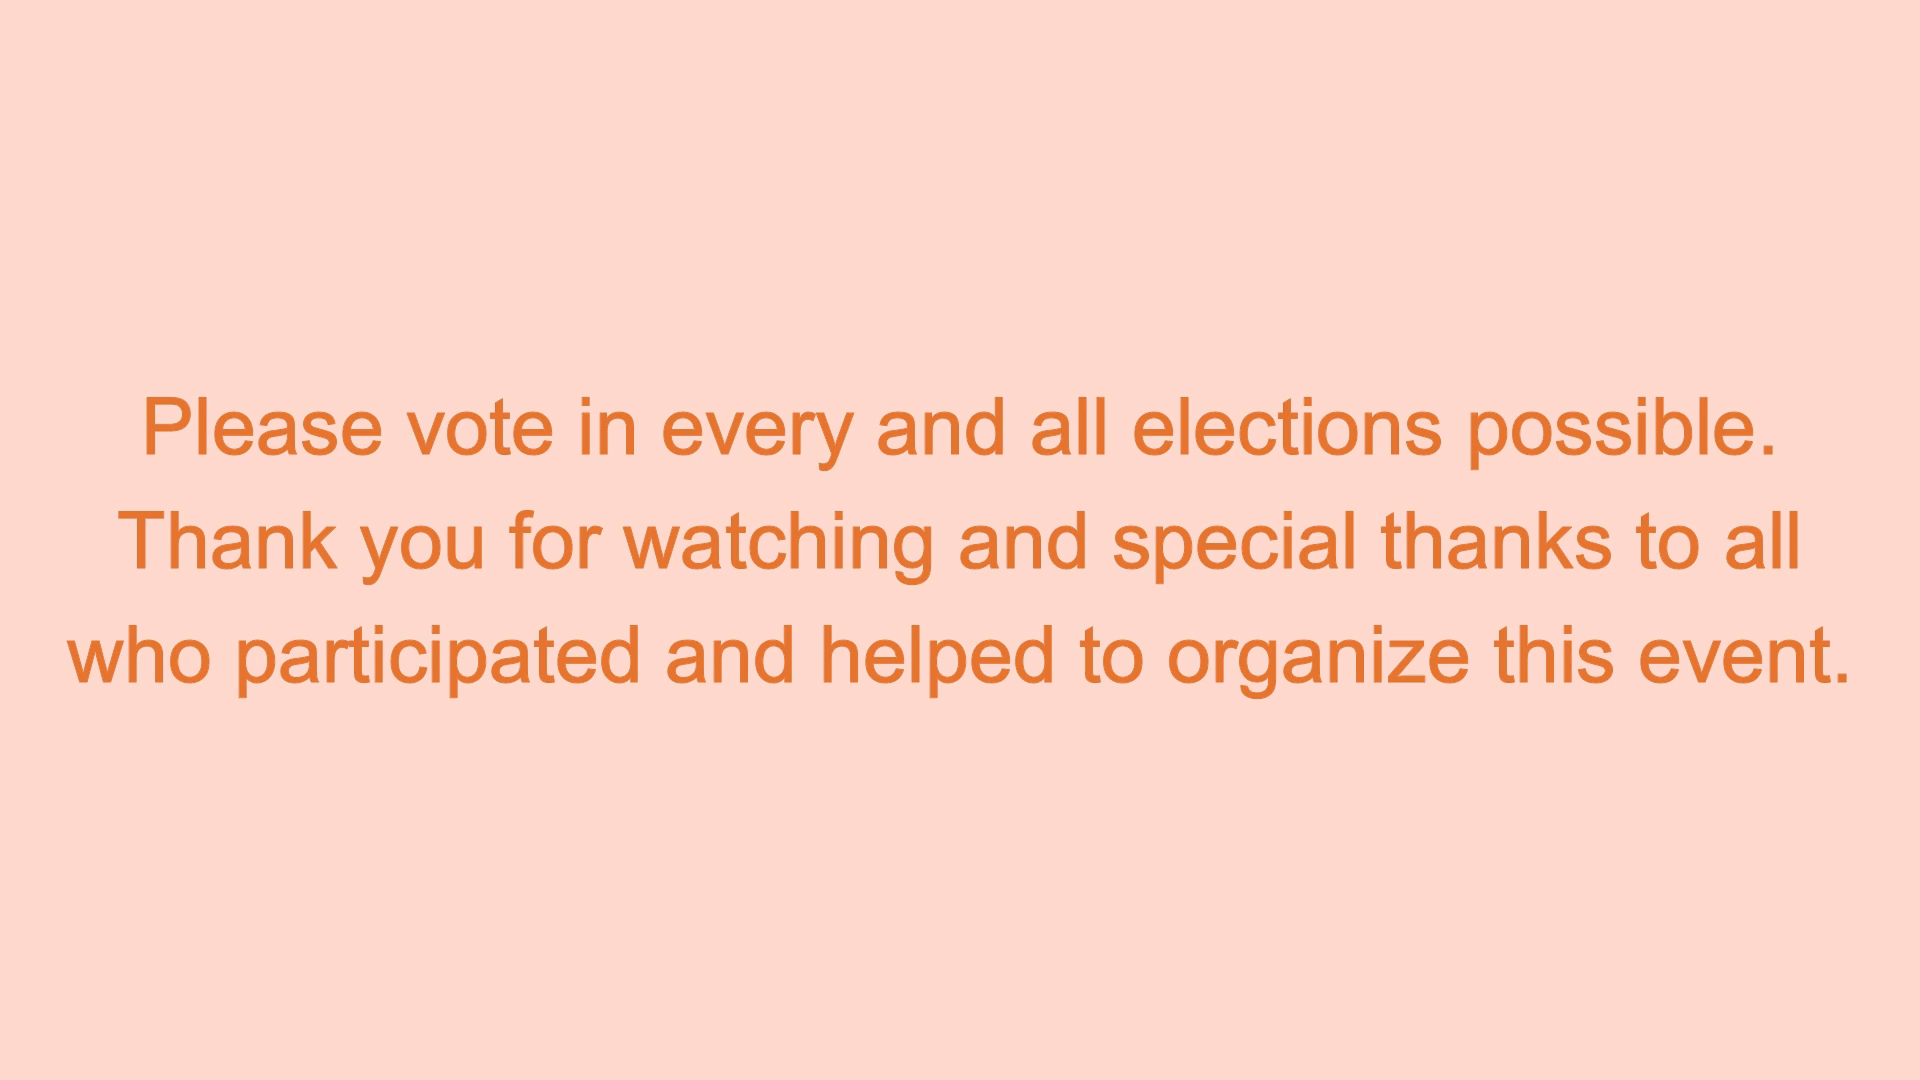 Please vote in every and all elections possible.
Thank you for watching and special thanks to all
who participated and helped to organize this event.